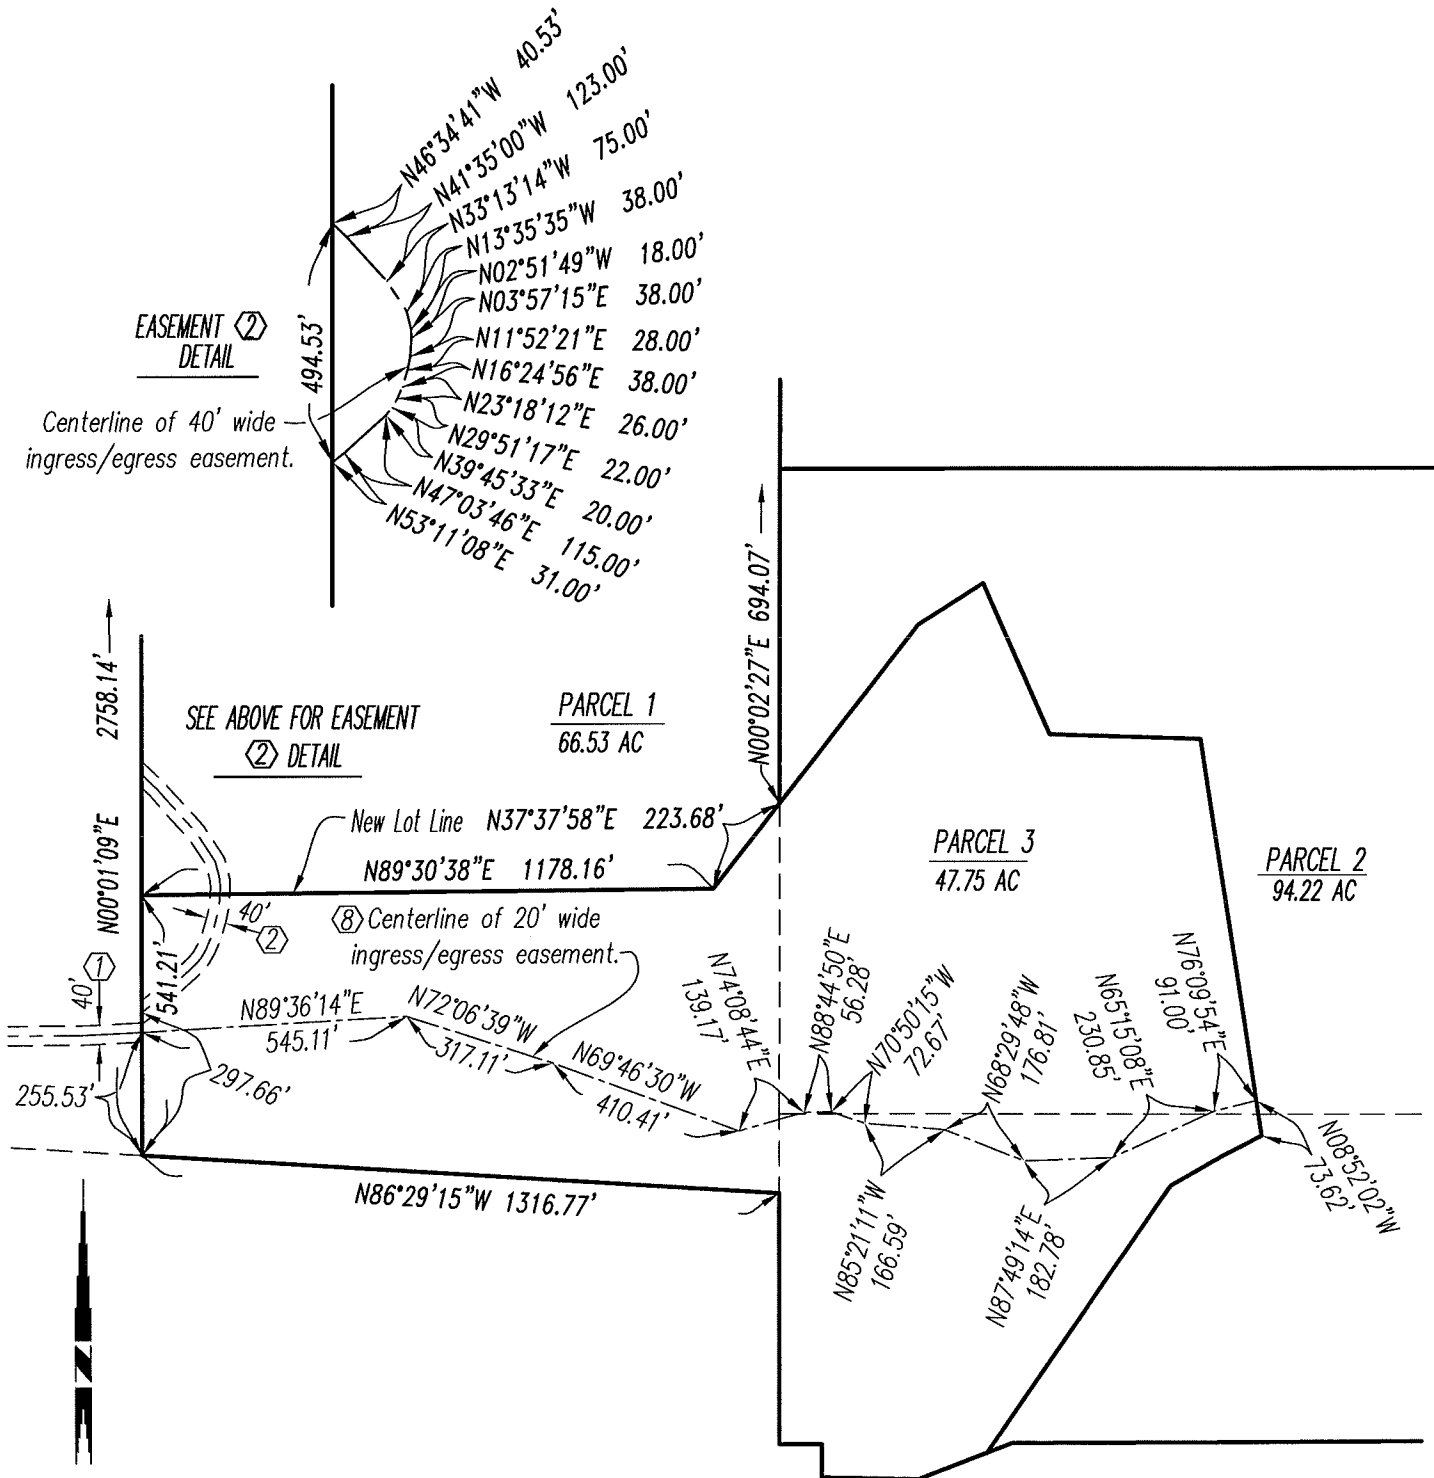 N46°34'41"W 40.53'
N41°35'00"W 123.00'
N33°13'14"W 75.00'
N13°35'35"W 38.00'
N02°51'49"W 18.00'
N03°57'15"E 38.00'
N11°52'21"E 28.00'
N16°24'56"E 38.00'
N23°18'12"E 26.00'
N29°51'17"E 22.00'
N39°45'33"E 20.00'
N47°03'46"E 115.00'
N53°11'08"E 31.00'
EASEMENT 2
DETAIL
494.53'
Centerline of 40' wide
ingress/egress easement.
N00°02'27"E 694.07'
N00°01'09"E 2758.14'
SEE ABOVE FOR EASEMENT
2 DETAIL
PARCEL 1
66.53 AC
New Lot Line N37°37'58"E 223.68'
N89°30'38"E 1178.16'
PARCEL 3
47.75 AC
PARCEL 2
94.22 AC
40'
2
8 Centerline of 20' wide
ingress/egress easement.
1
40'
541.21'
N89°36'14"E
545.11'
N72°06'39"W
317.11'
N69°46'30"W
410.41'
N74°08'44"E
139.17'
N88°44'50"E
56.28'
N70°50'15"W
72.67'
N68°29'48"W
176.81'
N65°15'08"E
230.85'
N76°09'54"E
91.00'
255.53'
297.66'
N86°29'15"W 1316.77'
N85°21'11"W
166.59'
N87°49'14"E
182.78'
N08°52'02"W
73.62'
N